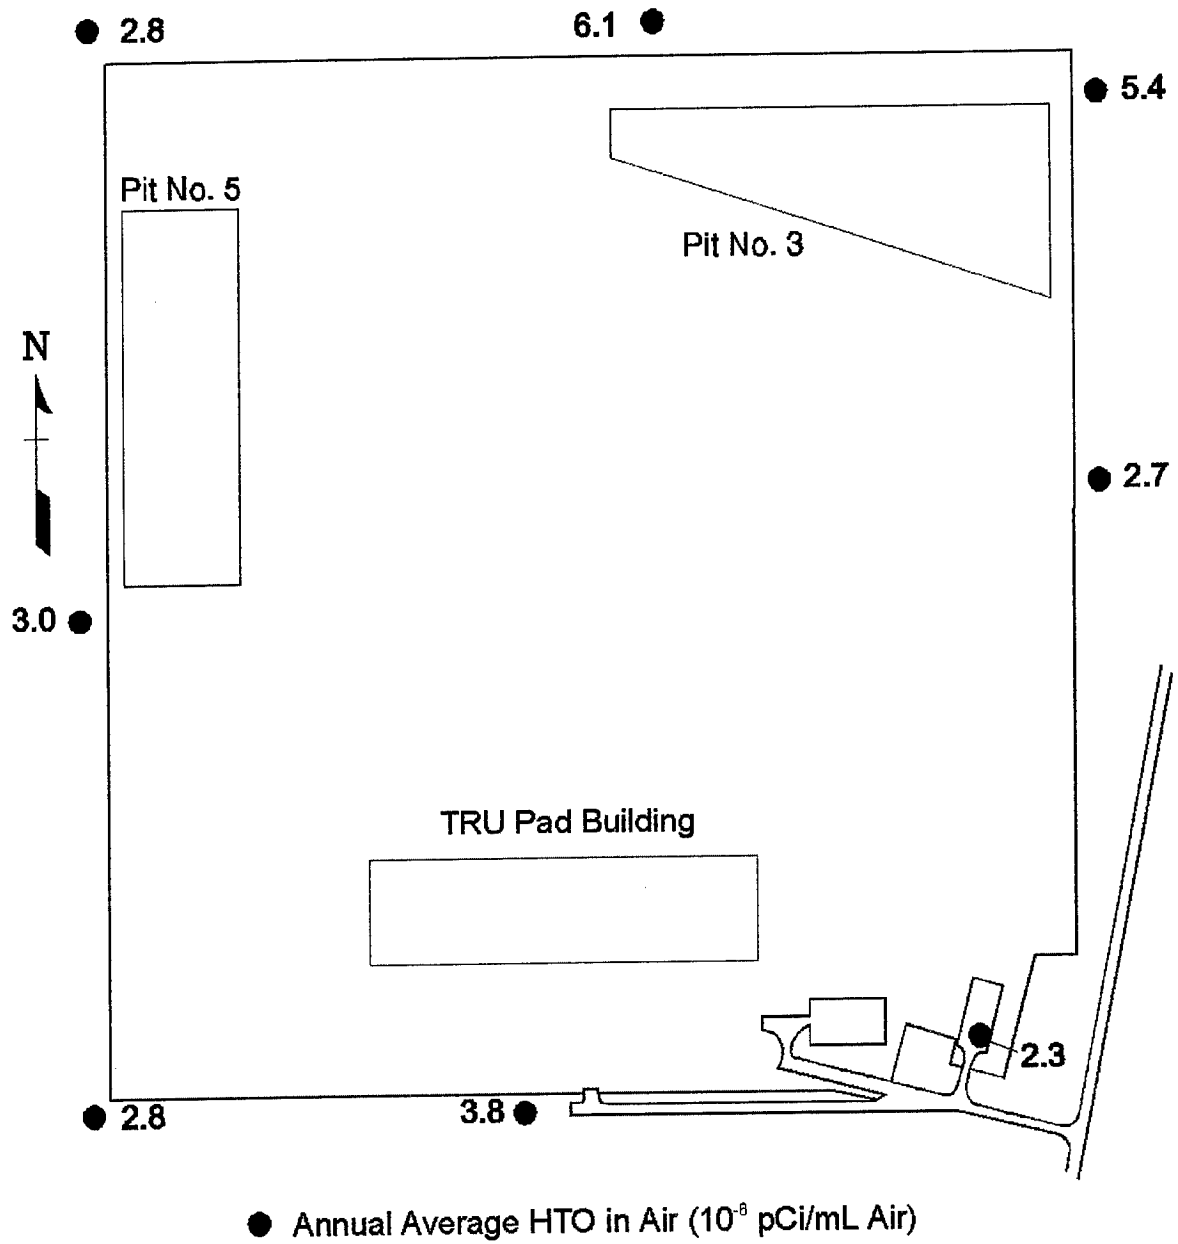 2.8
6.1
5.4
Pit No. 5
Pit No. 3
N
2.7
3.0
TRU Pad Building
2.3
2.8
3.8
Annual Average HTO in Air (10⁻⁶ pCi/mL Air)